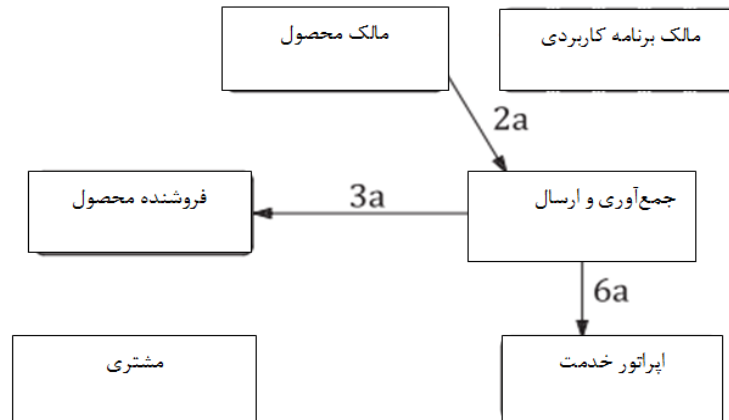 مالک محصول
مالک برنامه کاربردی
2a
فروشنده محصول
3a
جمع‌آوری و ارسال
6a
مشتری
اپراتور خدمت